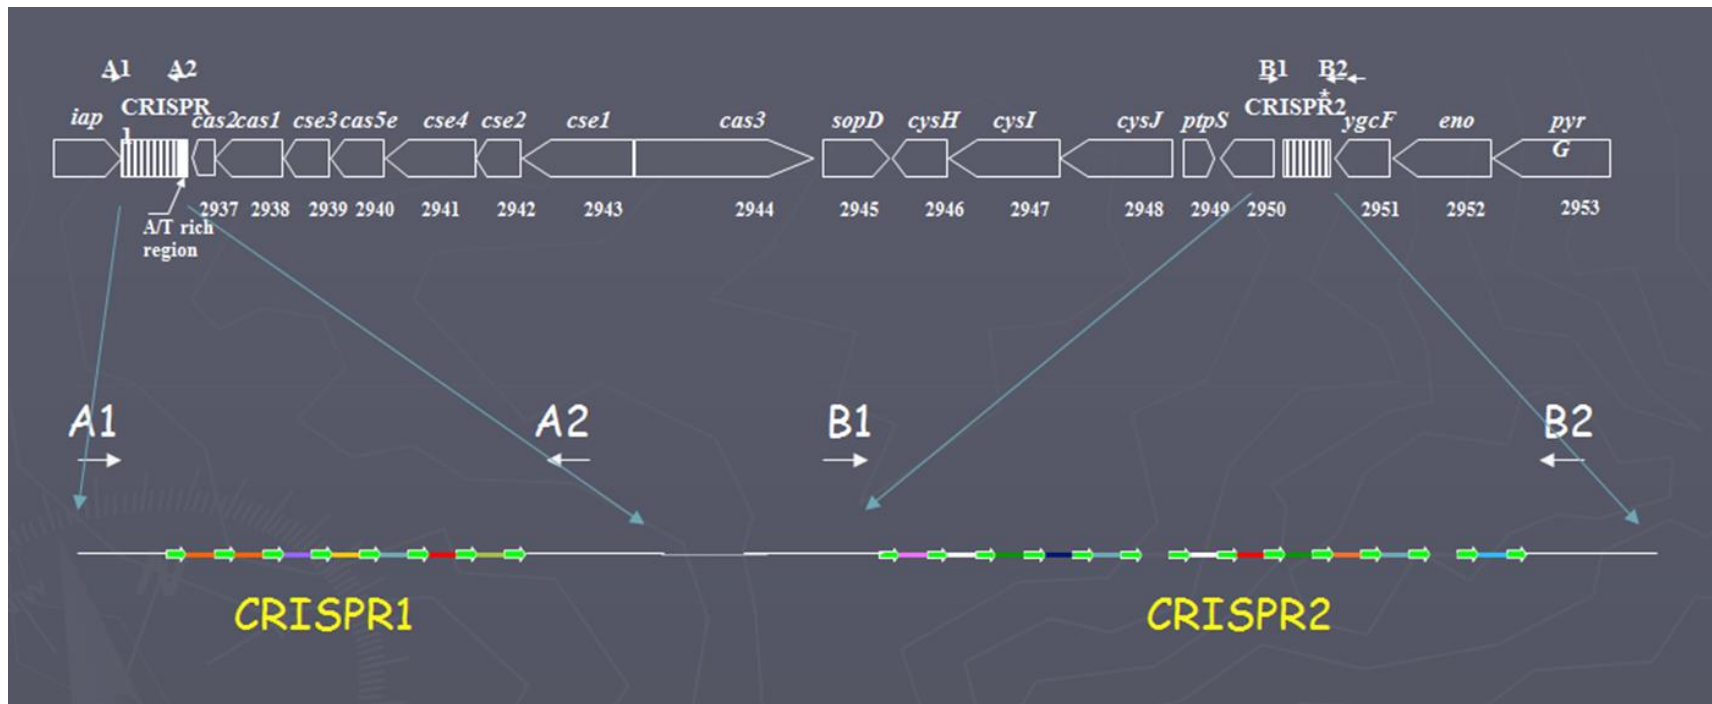 A1 A2 B1 B2
*
iap CRISPR 1 cas2 cas1 cse3 cas5e cse4 cse2 cse1 cas3 sopD cysH cysI cysJ ptpS CRISPR2 ygcF eno pyr G
2937 2938 2939 2940 2941 2942 2943 2944 2945 2946 2947 2948 2949 2950 2951 2952 2953
A/T rich
region
A1 A2 B1 B2
CRISPR1 CRISPR2